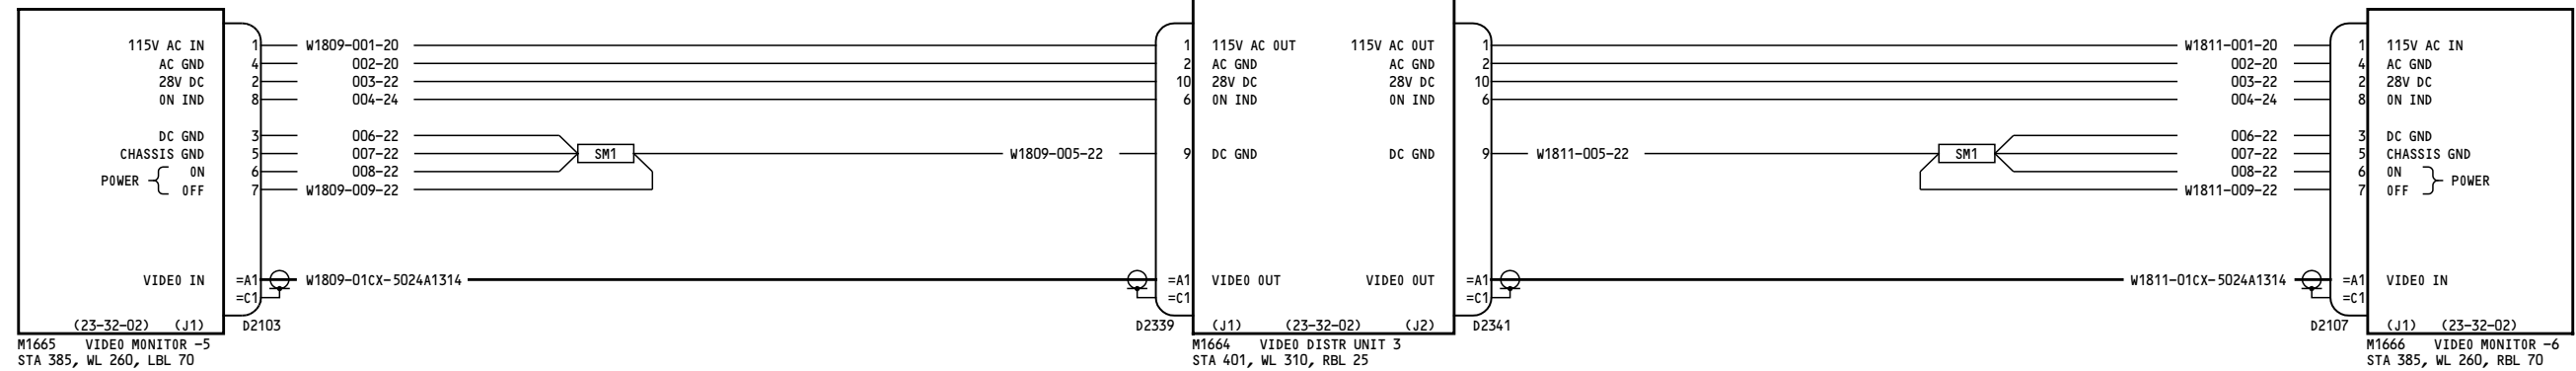 115V AC IN 1 W1809-001-20 1 115V AC OUT 115V AC OUT 1 W1811-001-20 1 115V AC IN
AC GND 4 002-20 2 AC GND AC GND 2 002-20 4 AC GND
28V DC 2 003-22 10 28V DC 28V DC 10 003-22 2 28V DC
ON IND 8 004-24 6 ON IND ON IND 6 004-24 8 ON IND
DC GND 3 006-22 006-22 3 DC GND
CHASSIS GND 5 007-22 SM1 W1809-005-22 9 DC GND DC GND 9 W1811-005-22 SM1 007-22 5 CHASSIS GND
ON 6 008-22 008-22 6 ON
POWER POWER
OFF 7 W1809-009-22 W1811-009-22 7 OFF
VIDEO IN =A1 W1809-01CX-5024A1314 =A1 VIDEO OUT VIDEO OUT =A1 W1811-01CX-5024A1314 =A1 VIDEO IN
=C1 =C1 =C1 =C1
(23-32-02) (J1) D2103 D2339 (J1) (23-32-02) (J2) D2341 D2107 (J1) (23-32-02)
M1665 VIDEO MONITOR -5 M1664 VIDEO DISTR UNIT 3 M1666 VIDEO MONITOR -6
STA 385, WL 260, LBL 70 STA 401, WL 310, RBL 25 STA 385, WL 260, RBL 70